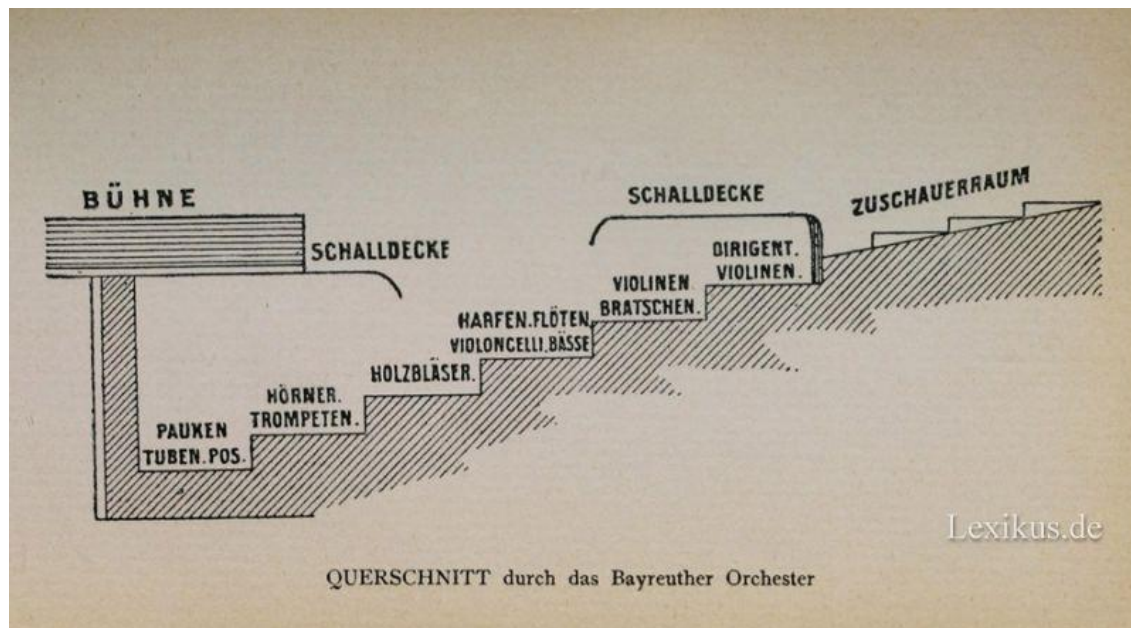 BÜHNE
SCHALLDECKE
SCHALLDECKE
ZUSCHAUERRAUM
DIRIGENT.
VIOLINEN.
VIOLINEN
BRATSCHEN.
HARFEN.FLÖTEN
VIOLONCELLI.BÄSSE
HOLZBLÄSER.
HÖRNER.
TROMPETEN.
PAUKEN
TUBEN.POS.
Lexikus.de
QUERSCHNITT durch das Bayreuther Orchester